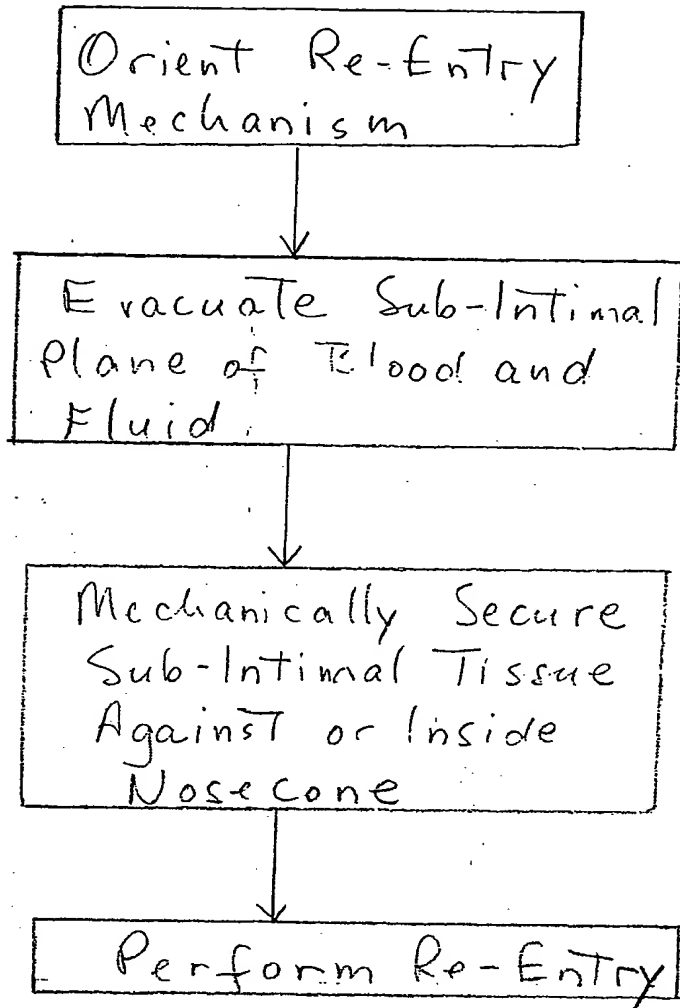 Orient Re-Entry
Mechanism
Evacuate Sub-Intimal
Plane of Blood and
Fluid.
Mechanically Secure
Sub-Intimal Tissue
Against or Inside
Nosecone
Perform Re-Entry